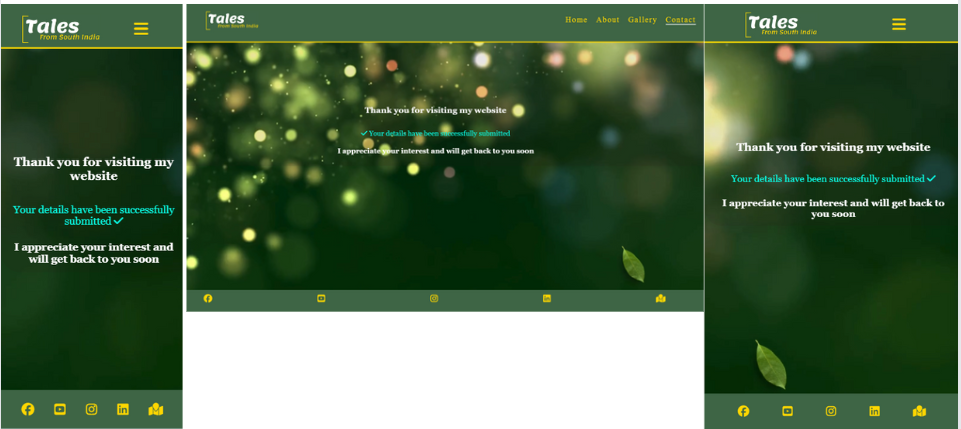 Tales
From South India
Thank you for visiting my
website
Your details have been successfully
submitted
I appreciate your interest and
will get back to you soon
Tales
From South India
Home About Gallery Contact
Thank you for visiting my website
Your details have been successfully submitted
I appreciate your interest and will get back to you soon
Tales
From South India
Thank you for visiting my website
Your details have been successfully submitted
I appreciate your interest and will get back to
you soon